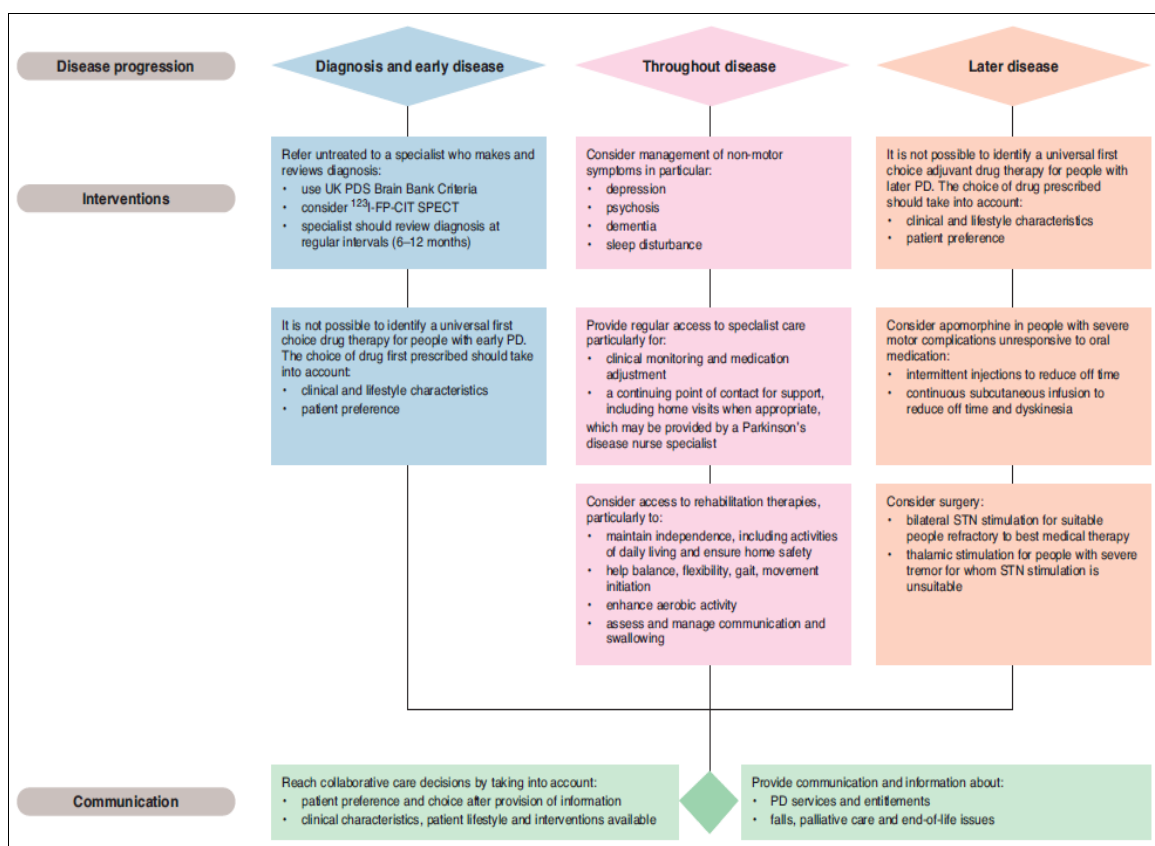 Disease progression
Diagnosis and early disease
Throughout disease
Later disease
Interventions
Refer untreated to a specialist who makes and
reviews diagnosis:
• use UK PDS Brain Bank Criteria
• consider ¹²³I-FP-CIT SPECT
• specialist should review diagnosis at
regular intervals (6–12 months)
It is not possible to identify a universal first
choice drug therapy for people with early PD.
The choice of drug first prescribed should take
into account:
• clinical and lifestyle characteristics
• patient preference
Consider management of non-motor
symptoms in particular:
• depression
• psychosis
• dementia
• sleep disturbance
Provide regular access to specialist care
particularly for:
• clinical monitoring and medication
adjustment
• a continuing point of contact for support,
including home visits when appropriate,
which may be provided by a Parkinson's
disease nurse specialist
Consider access to rehabilitation therapies,
particularly to:
• maintain independence, including activities
of daily living and ensure home safety
• help balance, flexibility, gait, movement
initiation
• enhance aerobic activity
• assess and manage communication and
swallowing
It is not possible to identify a universal first
choice adjuvant drug therapy for people with
later PD. The choice of drug prescribed
should take into account:
• clinical and lifestyle characteristics
• patient preference
Consider apomorphine in people with severe
motor complications unresponsive to oral
medication:
• intermittent injections to reduce off time
• continuous subcutaneous infusion to
reduce off time and dyskinesia
Consider surgery:
• bilateral STN stimulation for suitable
people refractory to best medical therapy
• thalamic stimulation for people with severe
tremor for whom STN stimulation is
unsuitable
Communication
Reach collaborative care decisions by taking into account:
• patient preference and choice after provision of information
• clinical characteristics, patient lifestyle and interventions available
Provide communication and information about:
• PD services and entitlements
• falls, palliative care and end-of-life issues